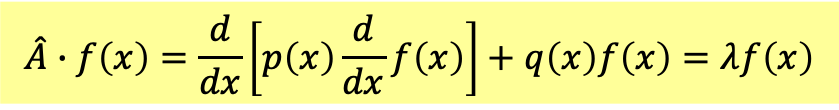 Â · f(x) = d/dx [p(x) d/dx f(x)] + q(x)f(x) = λf(x)